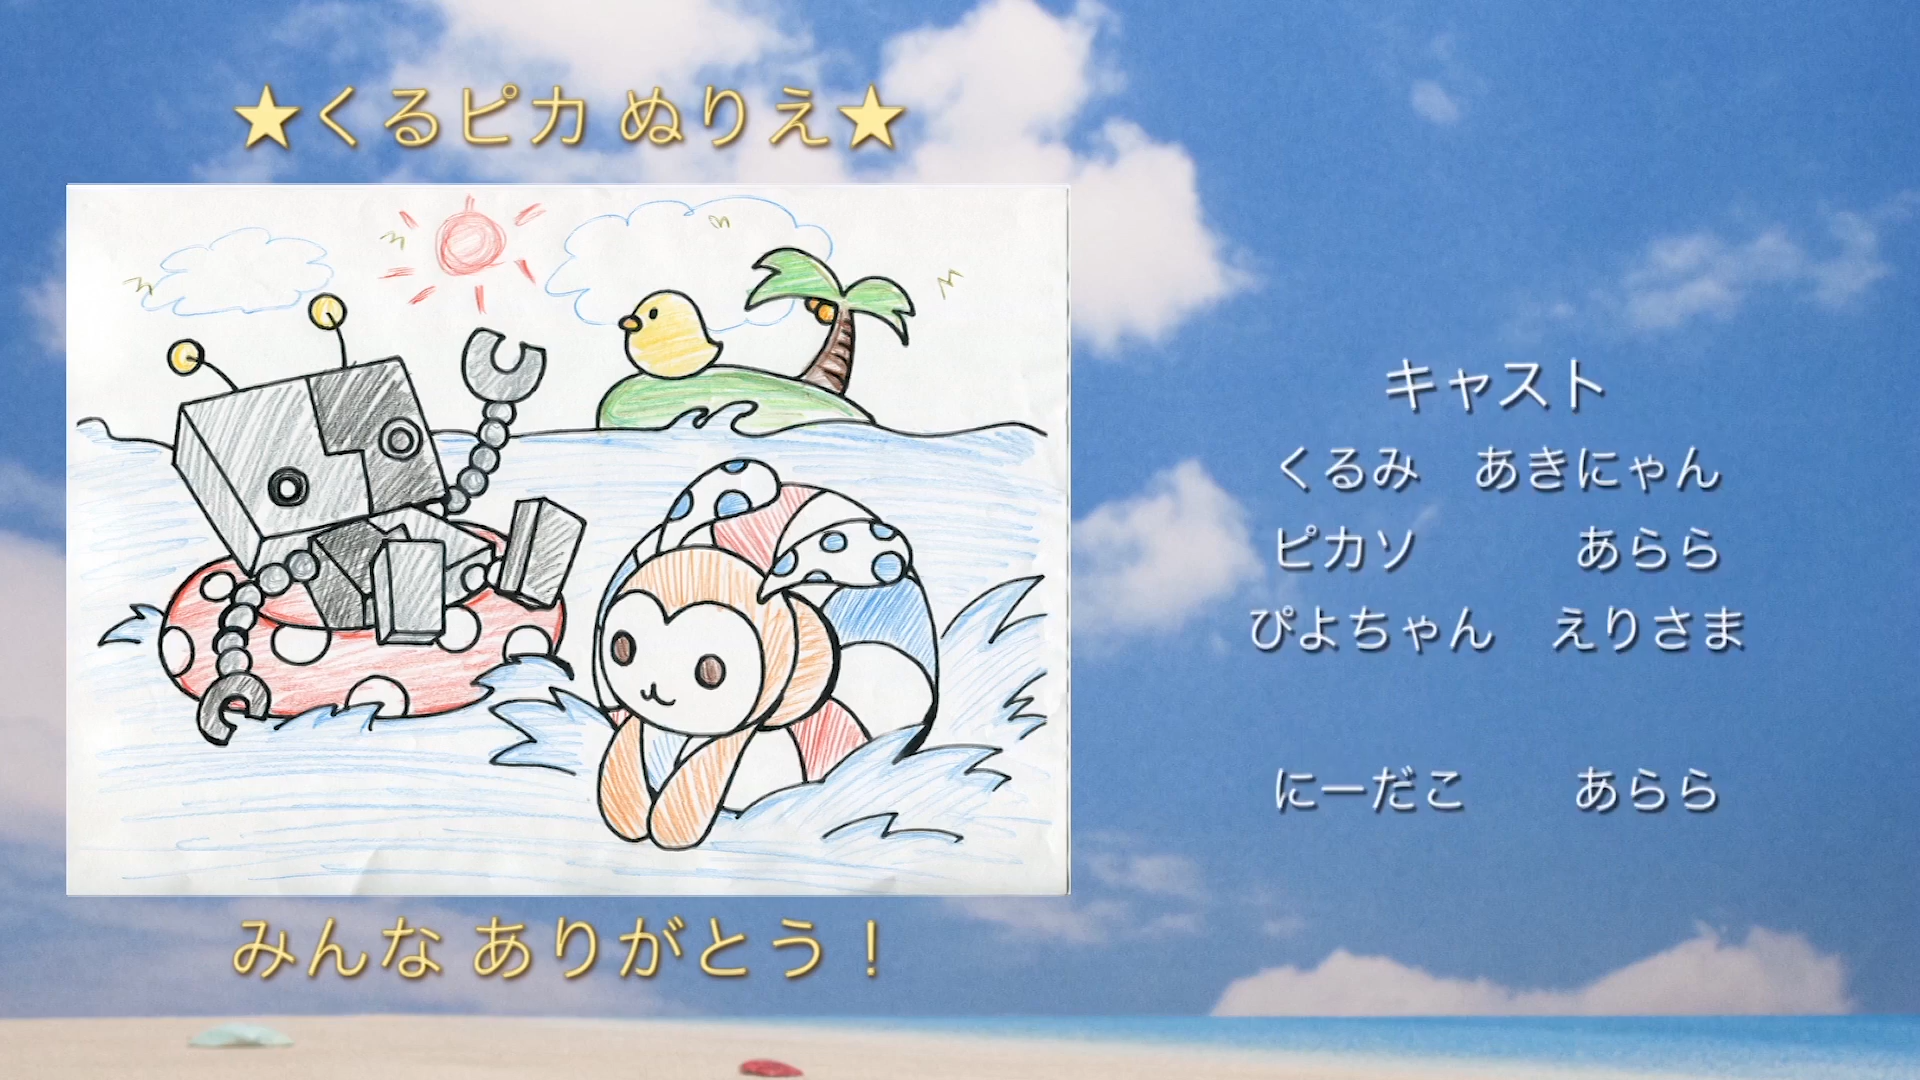 ★くるピカ ぬりえ★
キャスト
くるみ　あきにゃん
ピカソ　あらら
ぴよちゃん　えりさま
にーだこ　あらら
みんな ありがとう！